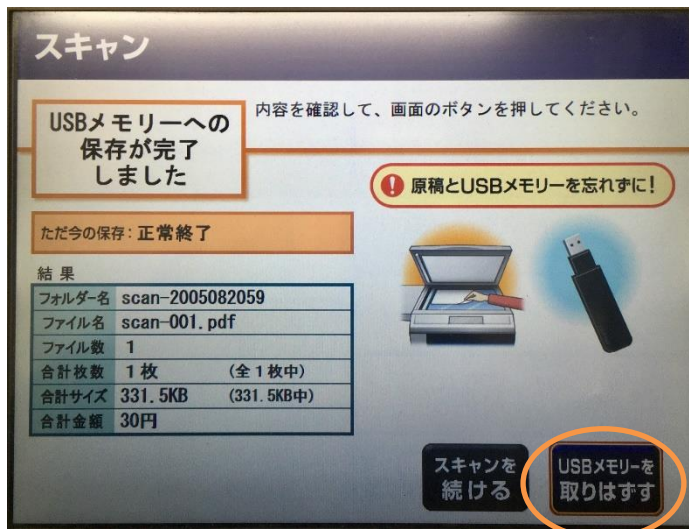 スキャン
USBメモリーへの
保存が完了
しました
内容を確認して、画面のボタンを押してください。
! 原稿とUSBメモリーを忘れずに!
ただ今の保存:正常終了
結果
フォルダー名 scan-2005082059
ファイル名 scan-001.pdf
ファイル数 1
合計枚数 1枚 (全1枚中)
合計サイズ 331.5KB (331.5KB中)
合計金額 30円
スキャンを
続ける
USBメモリーを
取りはずす